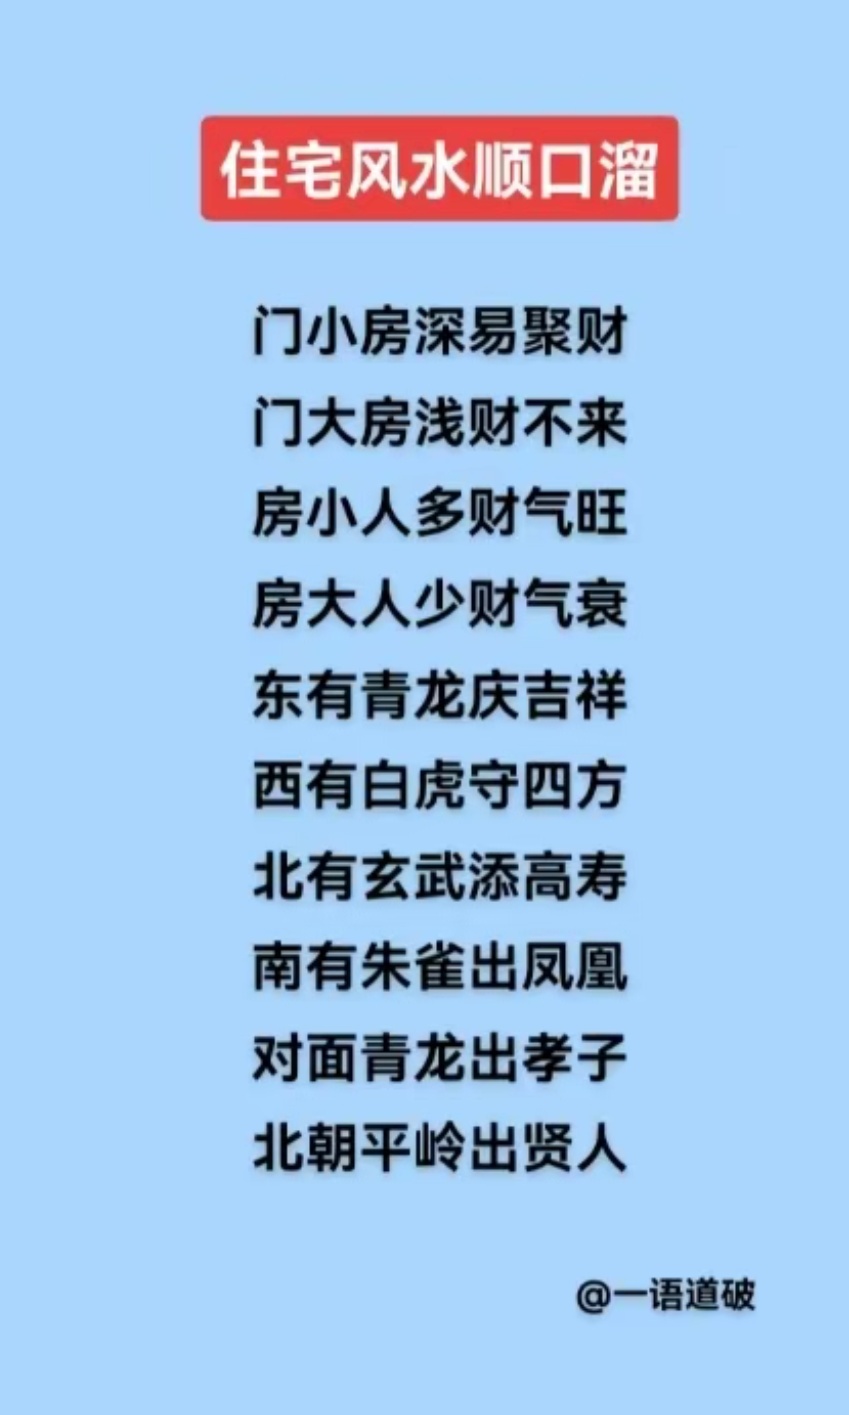 住宅风水顺口溜
门小房深易聚财
门大房浅财不来
房小人多财气旺
房大人少财气衰
东有青龙庆吉祥
西有白虎守四方
北有玄武添高寿
南有朱雀出凤凰
对面青龙出孝子
北朝平岭出贤人
@一语道破